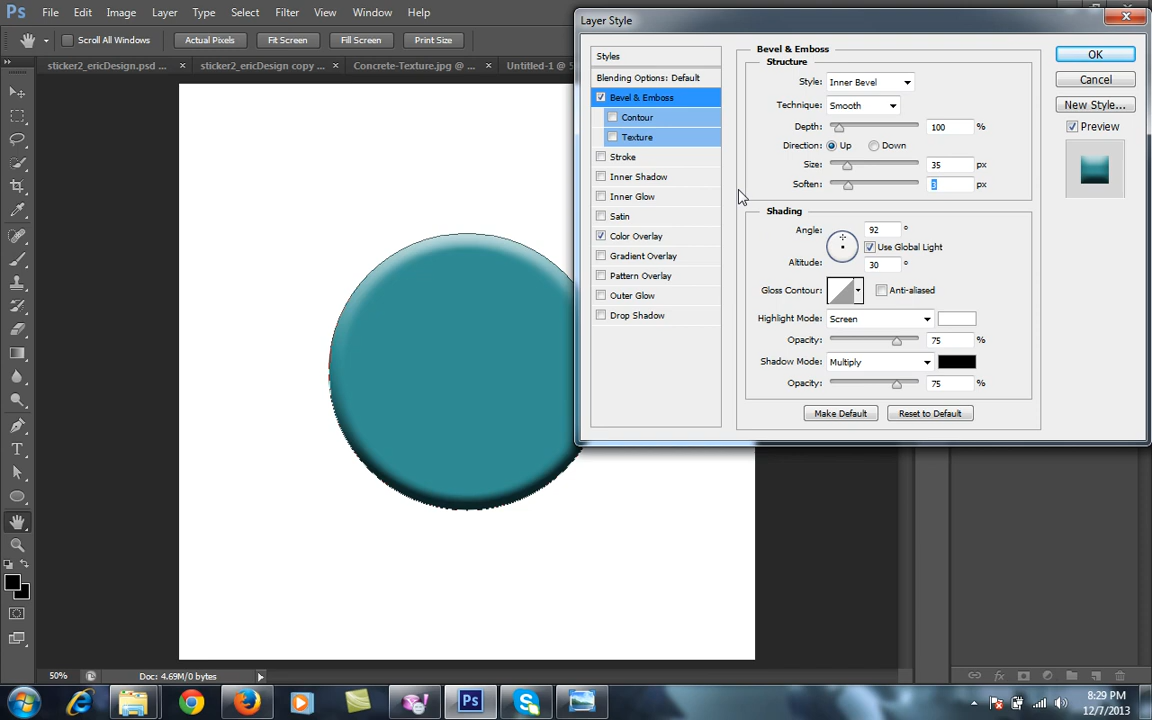 Ps File Edit Image Layer Type Select Filter View Window Help
Layer Style
Scroll All Windows Actual Pixels Fit Screen Fill Screen Print Size
sticker2_ericDesign.psd ... × sticker2_ericDesign copy ... × Concrete-Texture.jpg @ ... × Untitled-1 @ 5
Styles
Blending Options: Default
Bevel & Emboss
Contour
Texture
Stroke
Inner Shadow
Inner Glow
Satin
Color Overlay
Gradient Overlay
Pattern Overlay
Outer Glow
Drop Shadow
Bevel & Emboss
Structure
Style: Inner Bevel
Technique: Smooth
Depth: 100 %
Direction: Up Down
Size: 35 px
Soften: 3 px
Shading
Angle: 92 °
Use Global Light
Altitude: 30 °
Gloss Contour: Anti-aliased
Highlight Mode: Screen
Opacity: 75 %
Shadow Mode: Multiply
Opacity: 75 %
Make Default Reset to Default
OK
Cancel
New Style...
Preview
50% Doc: 4.69M/0 bytes
fx
Ps
8:29 PM
12/7/2013